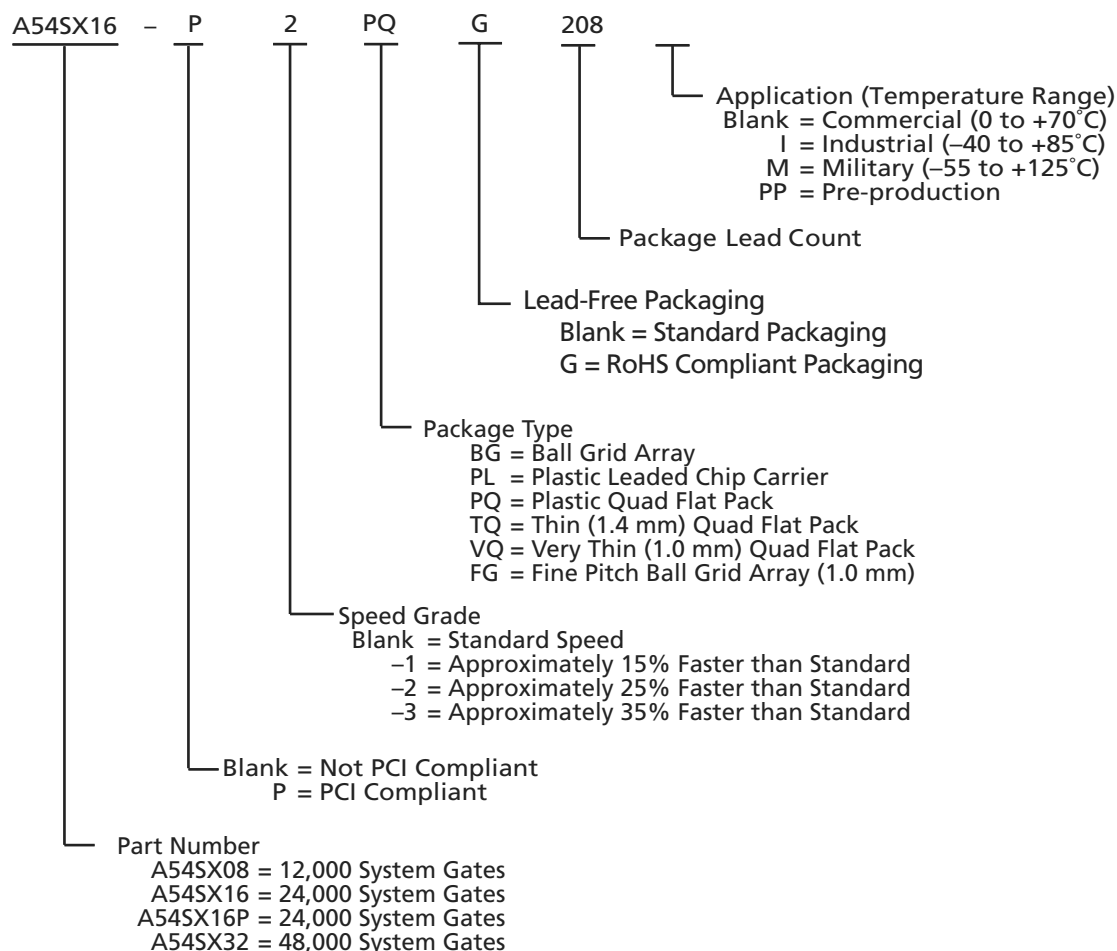 A54SX16 – P 2 PQ G 208
Application (Temperature Range)
Blank = Commercial (0 to +70˚C)
I = Industrial (–40 to +85˚C)
M = Military (–55 to +125˚C)
PP = Pre-production
Package Lead Count
Lead-Free Packaging
Blank = Standard Packaging
G = RoHS Compliant Packaging
Package Type
BG = Ball Grid Array
PL = Plastic Leaded Chip Carrier
PQ = Plastic Quad Flat Pack
TQ = Thin (1.4 mm) Quad Flat Pack
VQ = Very Thin (1.0 mm) Quad Flat Pack
FG = Fine Pitch Ball Grid Array (1.0 mm)
Speed Grade
Blank = Standard Speed
–1 = Approximately 15% Faster than Standard
–2 = Approximately 25% Faster than Standard
–3 = Approximately 35% Faster than Standard
Blank = Not PCI Compliant
P = PCI Compliant
Part Number
A54SX08 = 12,000 System Gates
A54SX16 = 24,000 System Gates
A54SX16P = 24,000 System Gates
A54SX32 = 48,000 System Gates